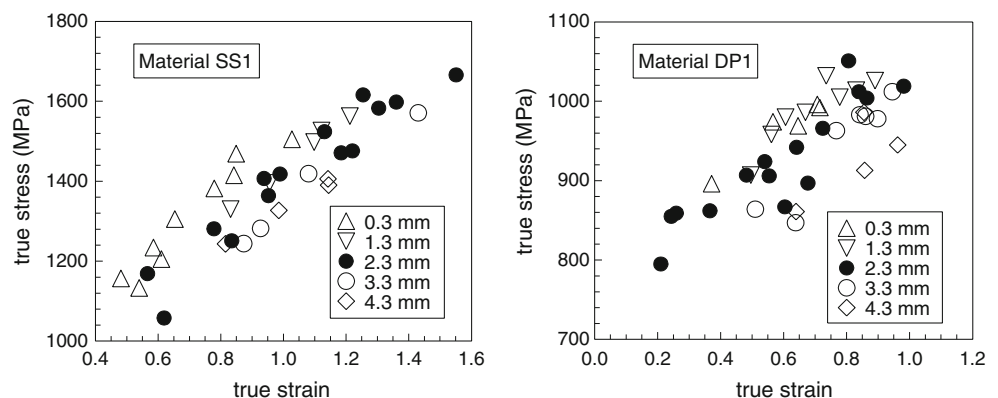 Material SS1
true stress (MPa)
1800
1600
1400
1200
1000
0.4 0.6 0.8 1.0 1.2 1.4 1.6
true strain
0.3 mm
1.3 mm
2.3 mm
3.3 mm
4.3 mm
Material DP1
true stress (MPa)
1100
1000
900
800
700
0.0 0.2 0.4 0.6 0.8 1.0 1.2
true strain
0.3 mm
1.3 mm
2.3 mm
3.3 mm
4.3 mm